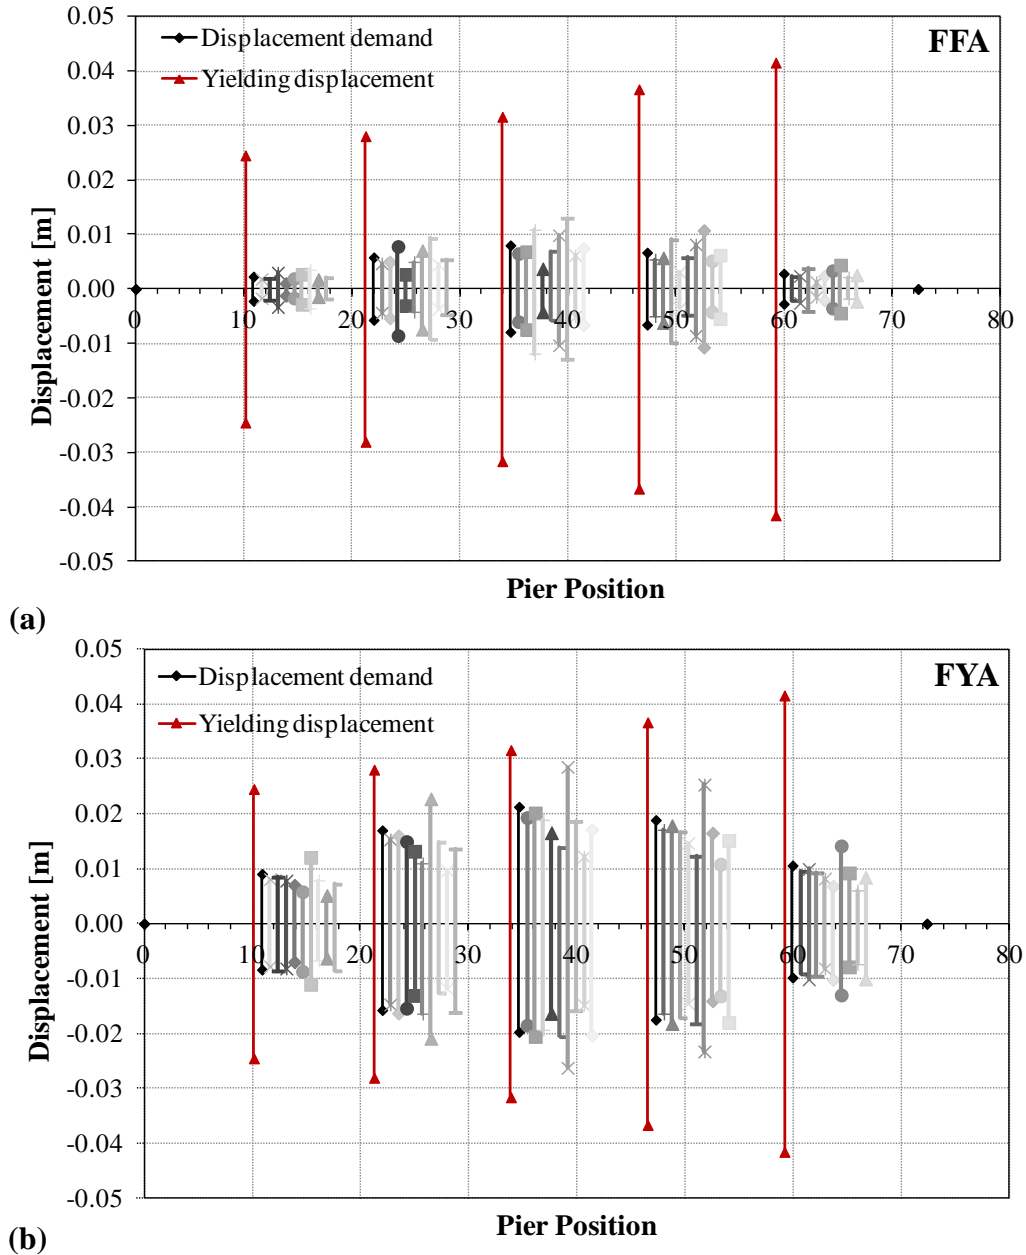 0.05
0.04
0.03
0.02
0.01
0.00
-0.01
-0.02
-0.03
-0.04
-0.05
Displacement [m]
Displacement demand
Yielding displacement
FFA
0 10 20 30 40 50 60 70 80
Pier Position
(a)
0.05
0.04
0.03
0.02
0.01
0.00
-0.01
-0.02
-0.03
-0.04
-0.05
Displacement [m]
Displacement demand
Yielding displacement
FYA
0 10 20 30 40 50 60 70 80
Pier Position
(b)